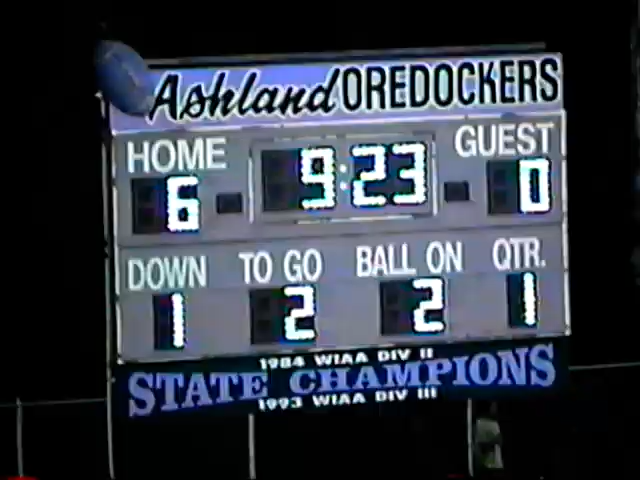 Ashland OREDOCKERS
HOME 9:23 GUEST
6 0
DOWN TO GO BALL ON QTR.
1 2 2 1
1984 WIAA DIV II
STATE CHAMPIONS
1993 WIAA DIV III